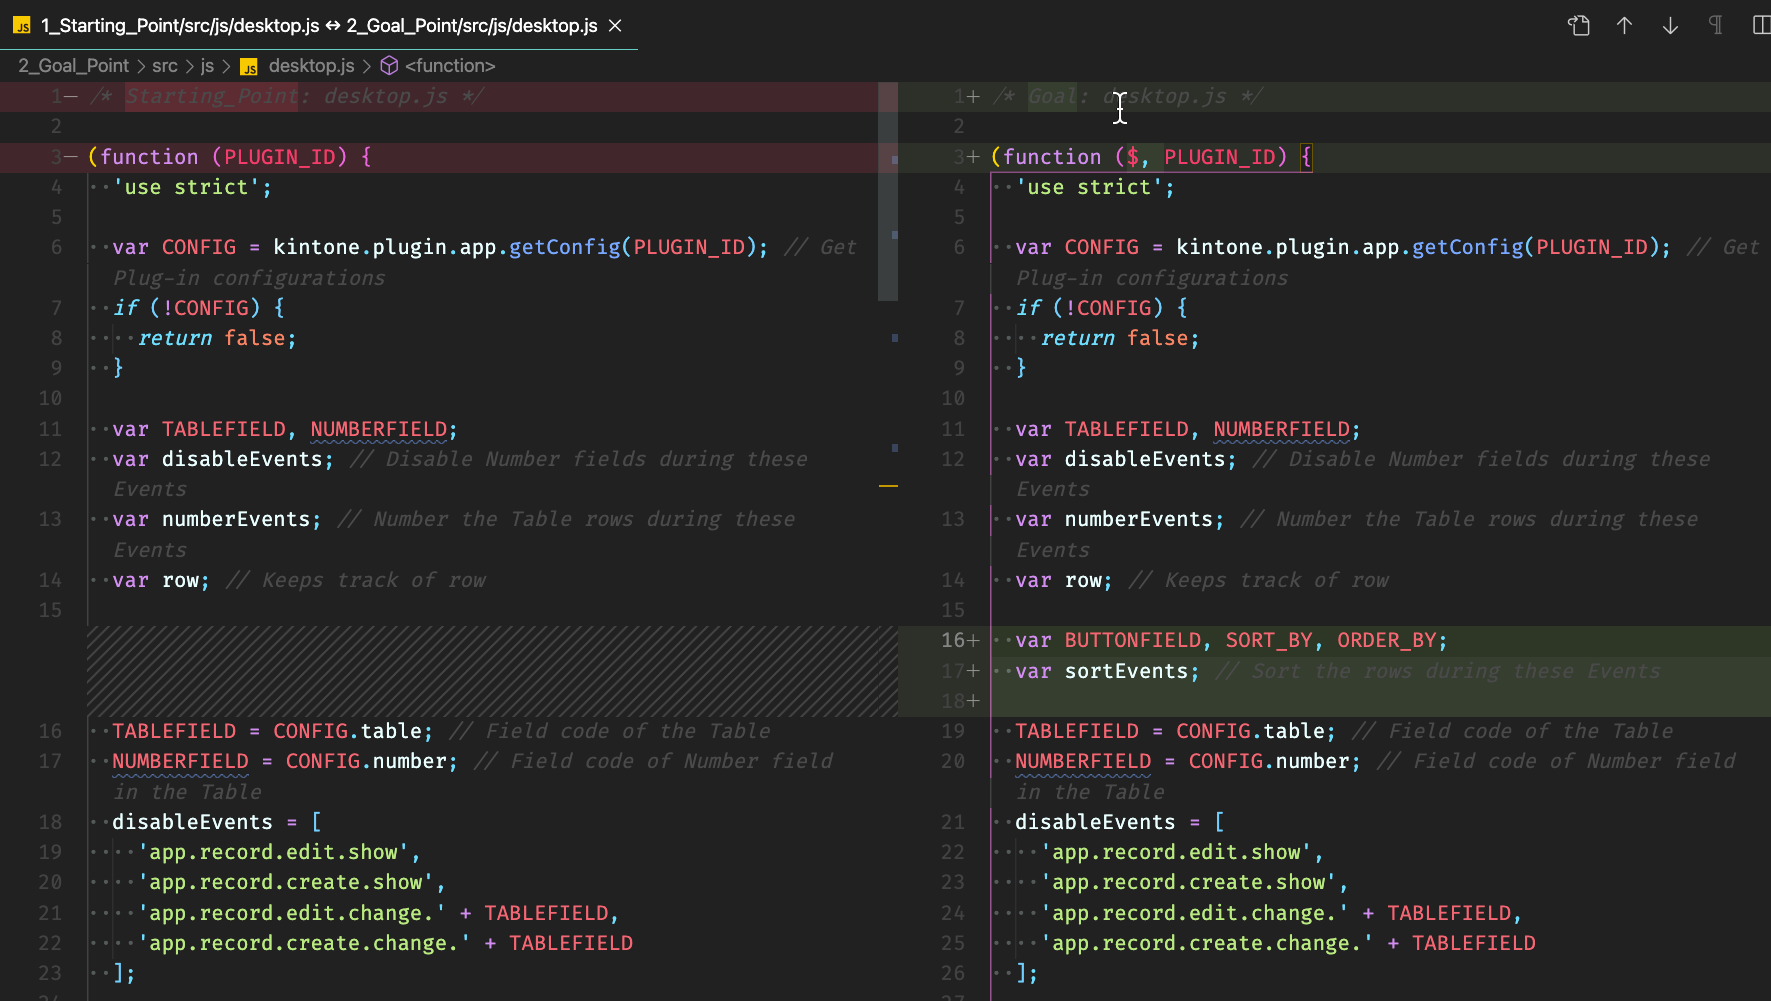 JS 1_Starting_Point/src/js/desktop.js ↔ 2_Goal_Point/src/js/desktop.js ×
2_Goal_Point > src > js > JS desktop.js > <function>
1— /* Starting_Point: desktop.js */
2
3— (function (PLUGIN_ID) {
4 ··'use strict';
5
6 ··var CONFIG = kintone.plugin.app.getConfig(PLUGIN_ID); // Get
Plug-in configurations
7 ··if (!CONFIG) {
8 ····return false;
9 ··}
10
11 ··var TABLEFIELD, NUMBERFIELD;
12 ··var disableEvents; // Disable Number fields during these
Events
13 ··var numberEvents; // Number the Table rows during these
Events
14 ··var row; // Keeps track of row
15
16 ··TABLEFIELD = CONFIG.table; // Field code of the Table
17 ··NUMBERFIELD = CONFIG.number; // Field code of Number field
in the Table
18 ··disableEvents = [
19 ····'app.record.edit.show',
20 ····'app.record.create.show',
21 ····'app.record.edit.change.' + TABLEFIELD,
22 ····'app.record.create.change.' + TABLEFIELD
23 ··];
1+ /* Goal: desktop.js */
2
3+ (function ($, PLUGIN_ID) {
4 ··'use strict';
5
6 ··var CONFIG = kintone.plugin.app.getConfig(PLUGIN_ID); // Get
Plug-in configurations
7 ··if (!CONFIG) {
8 ····return false;
9 ··}
10
11 ··var TABLEFIELD, NUMBERFIELD;
12 ··var disableEvents; // Disable Number fields during these
Events
13 ··var numberEvents; // Number the Table rows during these
Events
14 ··var row; // Keeps track of row
15
16+ ··var BUTTONFIELD, SORT_BY, ORDER_BY;
17+ ··var sortEvents; // Sort the rows during these Events
18+
19 ··TABLEFIELD = CONFIG.table; // Field code of the Table
20 ··NUMBERFIELD = CONFIG.number; // Field code of Number field
in the Table
21 ··disableEvents = [
22 ····'app.record.edit.show',
23 ····'app.record.create.show',
24 ····'app.record.edit.change.' + TABLEFIELD,
25 ····'app.record.create.change.' + TABLEFIELD
26 ··];